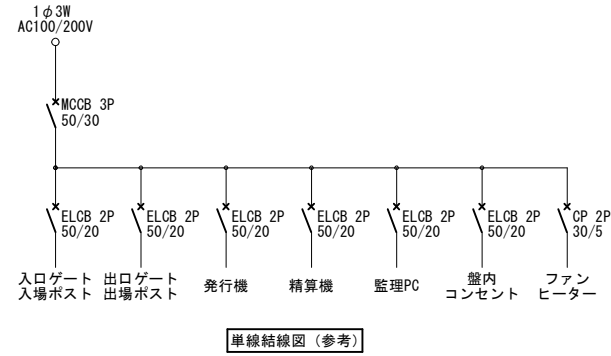 1φ3W
AC100/200V
MCCB 3P
50/30
ELCB 2P
50/20
ELCB 2P
50/20
ELCB 2P
50/20
ELCB 2P
50/20
ELCB 2P
50/20
ELCB 2P
50/20
CP 2P
30/5
入口ゲート
入場ポスト
出口ゲート
出場ポスト
発行機
精算機
監理PC
盤内
コンセント
ファン
ヒーター
単線結線図（参考）